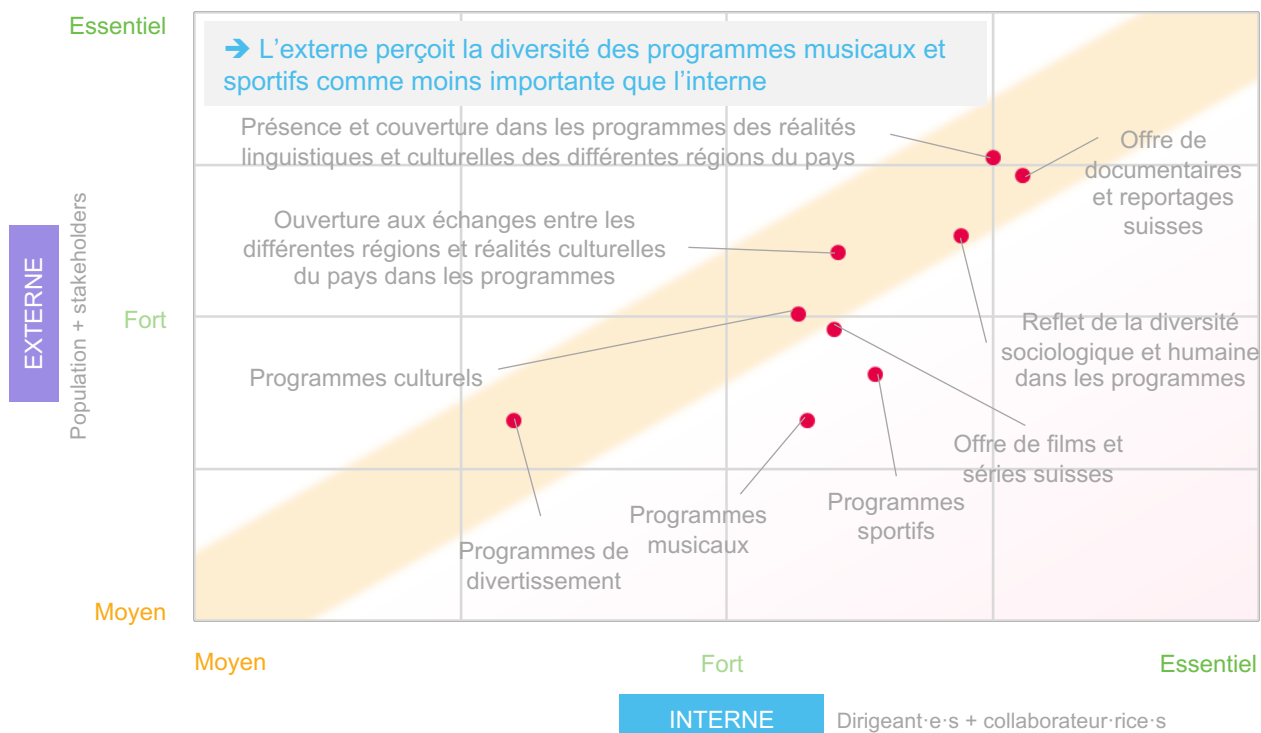 Essentiel
➔ L'externe perçoit la diversité des programmes musicaux et
sportifs comme moins importante que l'interne
Présence et couverture dans les programmes des réalités
linguistiques et culturelles des différentes régions du pays
Offre de
documentaires
et reportages
suisses
Ouverture aux échanges entre les
différentes régions et réalités culturelles
du pays dans les programmes
EXTERNE
Population + stakeholders
Fort
Reflet de la diversité
sociologique et humaine
dans les programmes
Programmes culturels
Offre de films et
séries suisses
Programmes
sportifs
Programmes
musicaux
Programmes de
divertissement
Moyen
Moyen
Fort
Essentiel
INTERNE
Dirigeant·e·s + collaborateur·rice·s